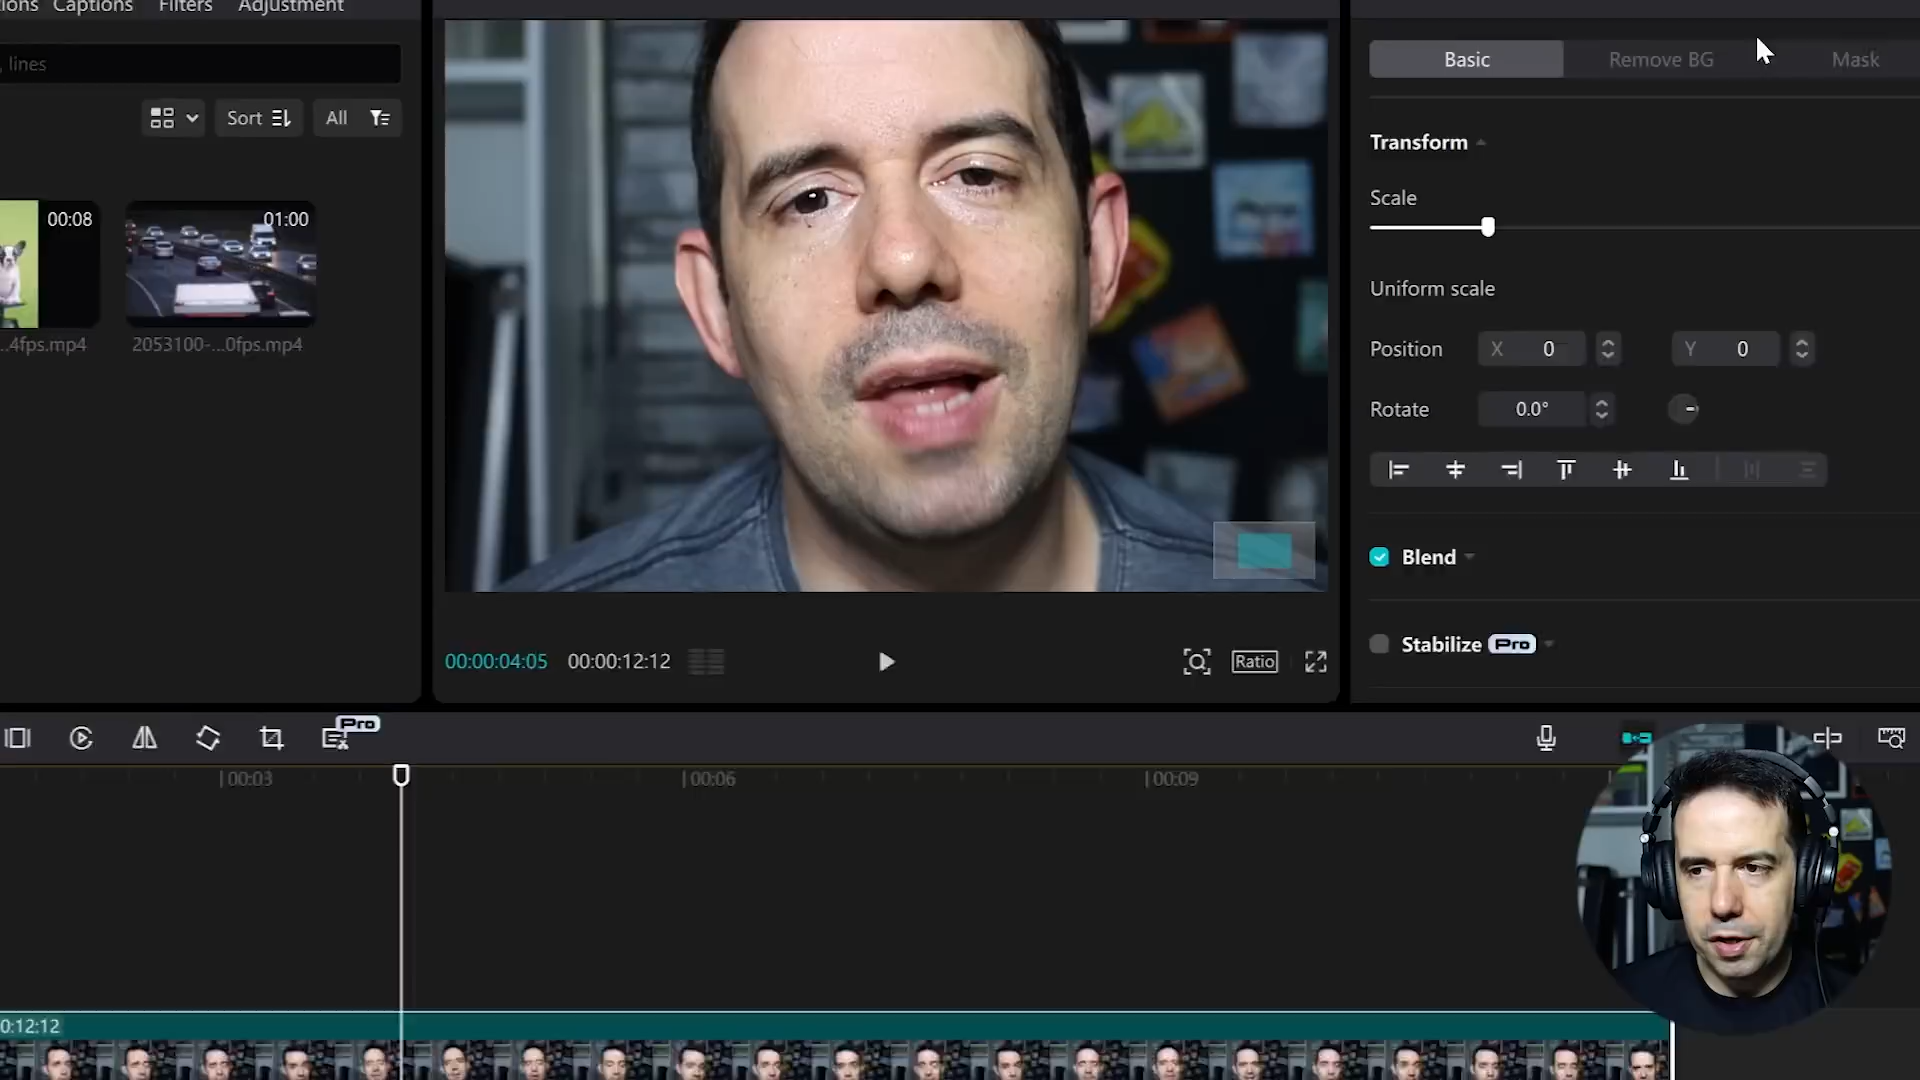 ions Captions Filters Adjustment
, lines
Sort All
00:08 01:00
..4fps.mp4 2053100-...0fps.mp4
00:00:04:05 00:00:12:12
Ratio
Basic Remove BG Mask
Transform
Scale
Uniform scale
Position X 0 Y 0
Rotate 0.0°
Blend
Stabilize Pro
Pro
00:03 00:06 00:09
0:12:12